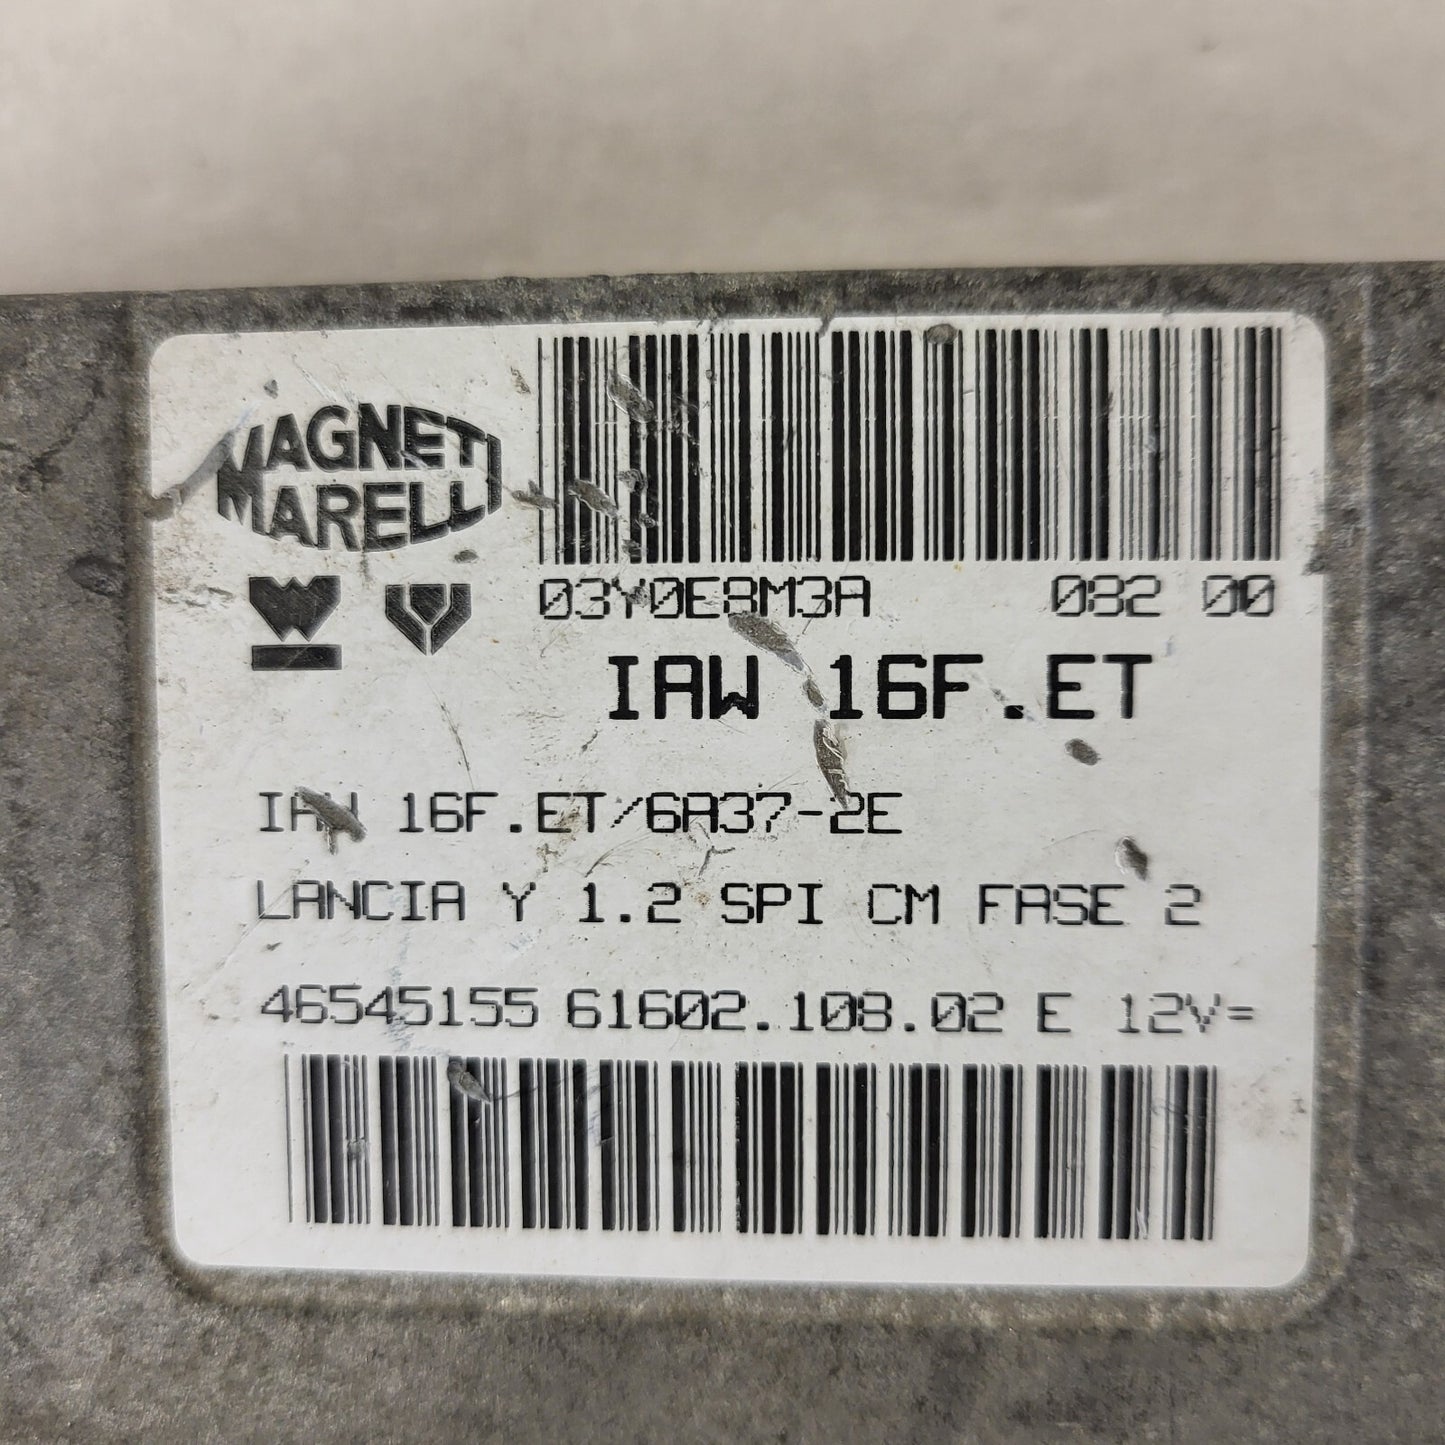 MAGNETI
MARELLI
03Y0E8M3A 082 00
IAW 16F.ET
IAW 16F.ET/6A37-2E
LANCIA Y 1.2 SPI CM FASE 2
46545155 61602.108.02 E 12V=